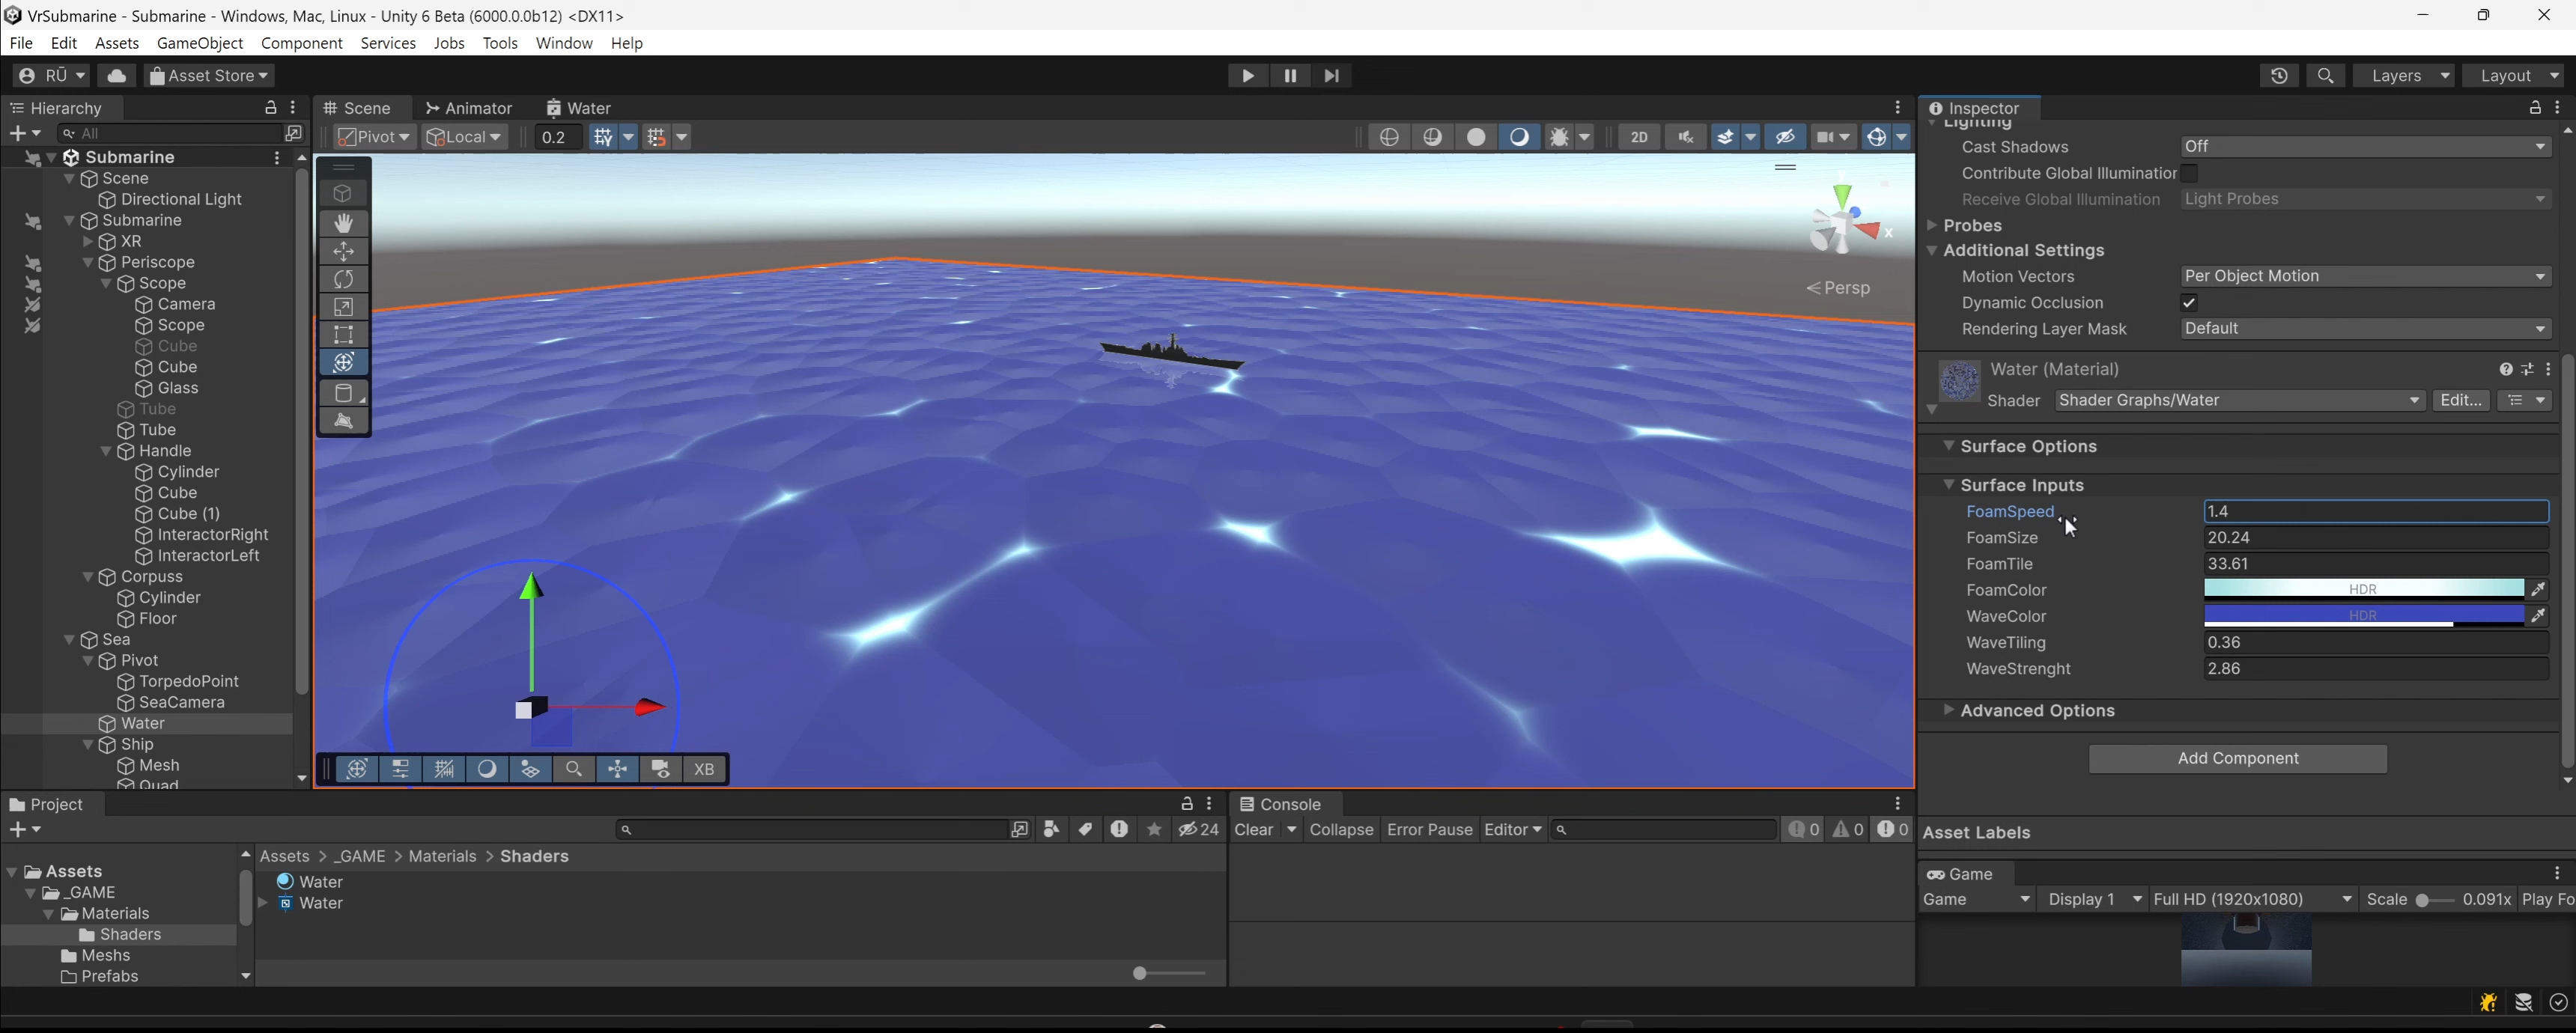 VrSubmarine - Submarine - Windows, Mac, Linux - Unity 6 Beta (6000.0.0b12) <DX11>
File Edit Assets GameObject Component Services Jobs Tools Window Help
RŪ Asset Store Layers Layout
Hierarchy
All
Submarine
Scene
Directional Light
Submarine
XR
Periscope
Scope
Camera
Scope
Cube
Cube
Glass
Tube
Tube
Handle
Cylinder
Cube
Cube (1)
InteractorRight
InteractorLeft
Corpuss
Cylinder
Floor
Sea
Pivot
TorpedoPoint
SeaCamera
Water
Ship
Mesh
Quad
Scene Animator Water
Pivot Local 0.2 2D
x
Persp
XB
Inspector
Lighting
Cast Shadows Off
Contribute Global Illumination
Receive Global Illumination Light Probes
Probes
Additional Settings
Motion Vectors Per Object Motion
Dynamic Occlusion
Rendering Layer Mask Default
Water (Material)
Shader Shader Graphs/Water Edit...
Surface Options
Surface Inputs
FoamSpeed 1.4
FoamSize 20.24
FoamTile 33.61
FoamColor HDR
WaveColor HDR
WaveTiling 0.36
WaveStrenght 2.86
Advanced Options
Add Component
Asset Labels
Game
Game Display 1 Full HD (1920x1080) Scale 0.091x Play Fo
Project
24
Assets
_GAME
Materials
Shaders
Meshs
Prefabs
Assets > _GAME > Materials > Shaders
Water
Water
Console
Clear Collapse Error Pause Editor 0 0 0